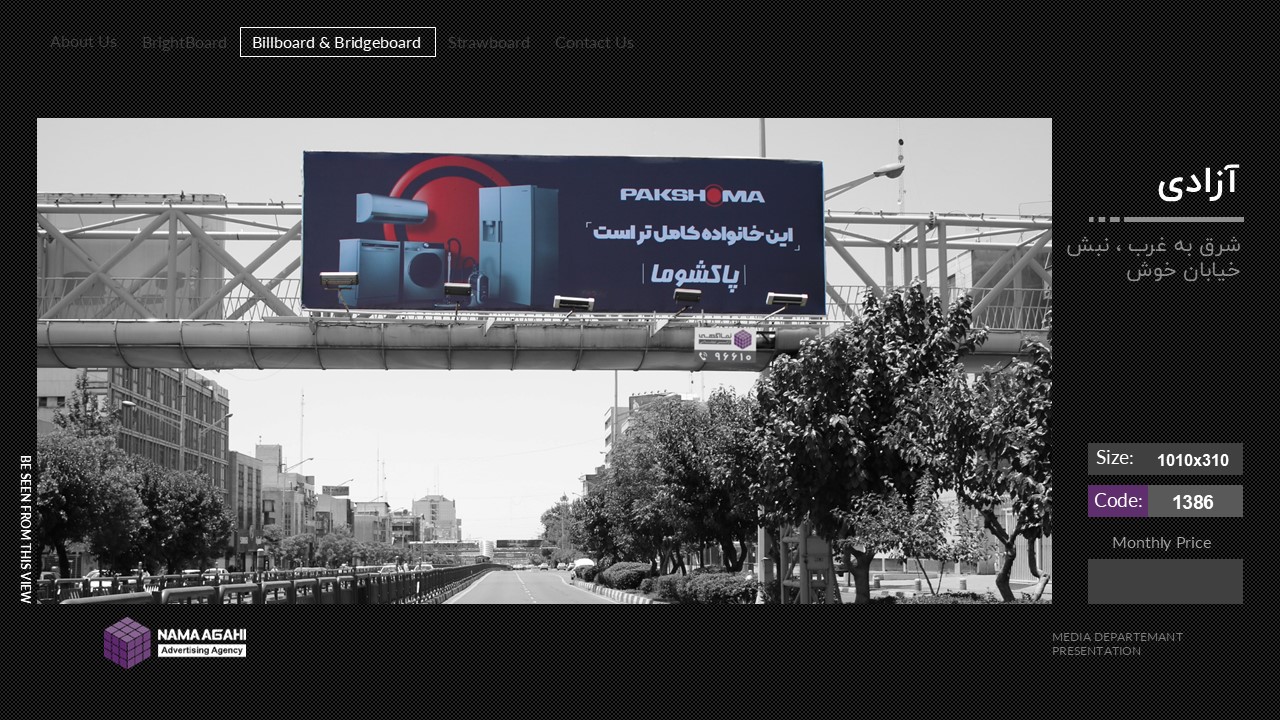 About Us
BrightBoard
Billboard & Bridgeboard
Strawboard
Contact Us
آزادی
شرق به غرب ، نبش
خیابان خوش
PAKSHOMA
این خانواده کامل تر است
پاکشوما
نماآگهی
۹۶۶۱۰
Size:
1010x310
Code:
1386
Monthly Price
BE SEEN FROM THIS VIEW
NAMA AGAHI
Advertising Agency
MEDIA DEPARTEMANT
PRESENTATION